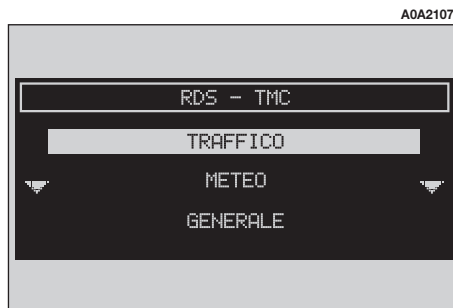 A0A2107
RDS - TMC
TRAFFICO
METEO
GENERALE